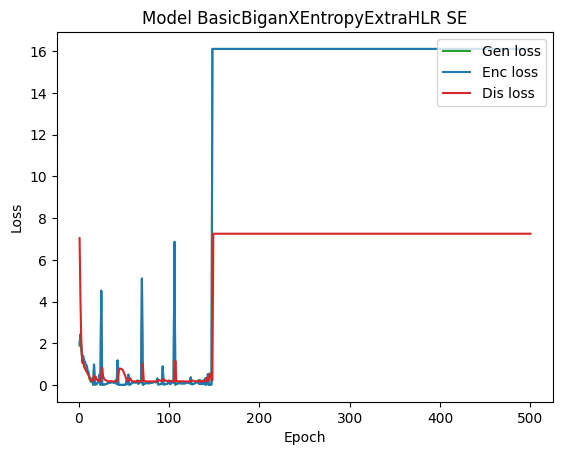 Model BasicBiganXEntropyExtraHLR SE
Gen loss
Enc loss
Dis loss
16
14
12
10
8
6
4
2
0
Loss
0 100 200 300 400 500
Epoch